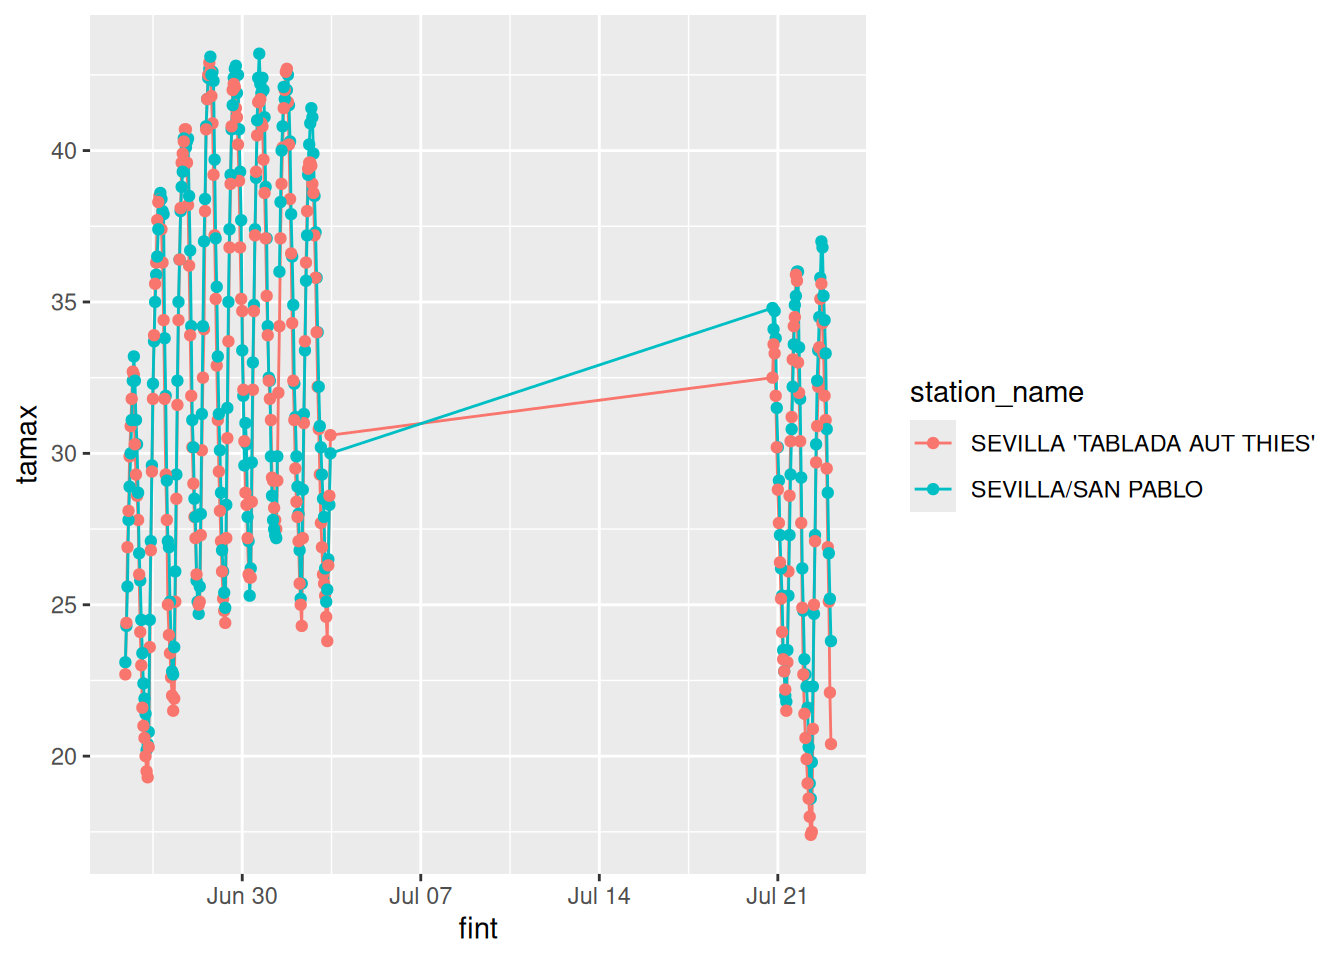 40
35
30
25
20
tamax
Jun 30
Jul 07
Jul 14
Jul 21
fint
station_name
SEVILLA 'TABLADA AUT THIES'
SEVILLA/SAN PABLO